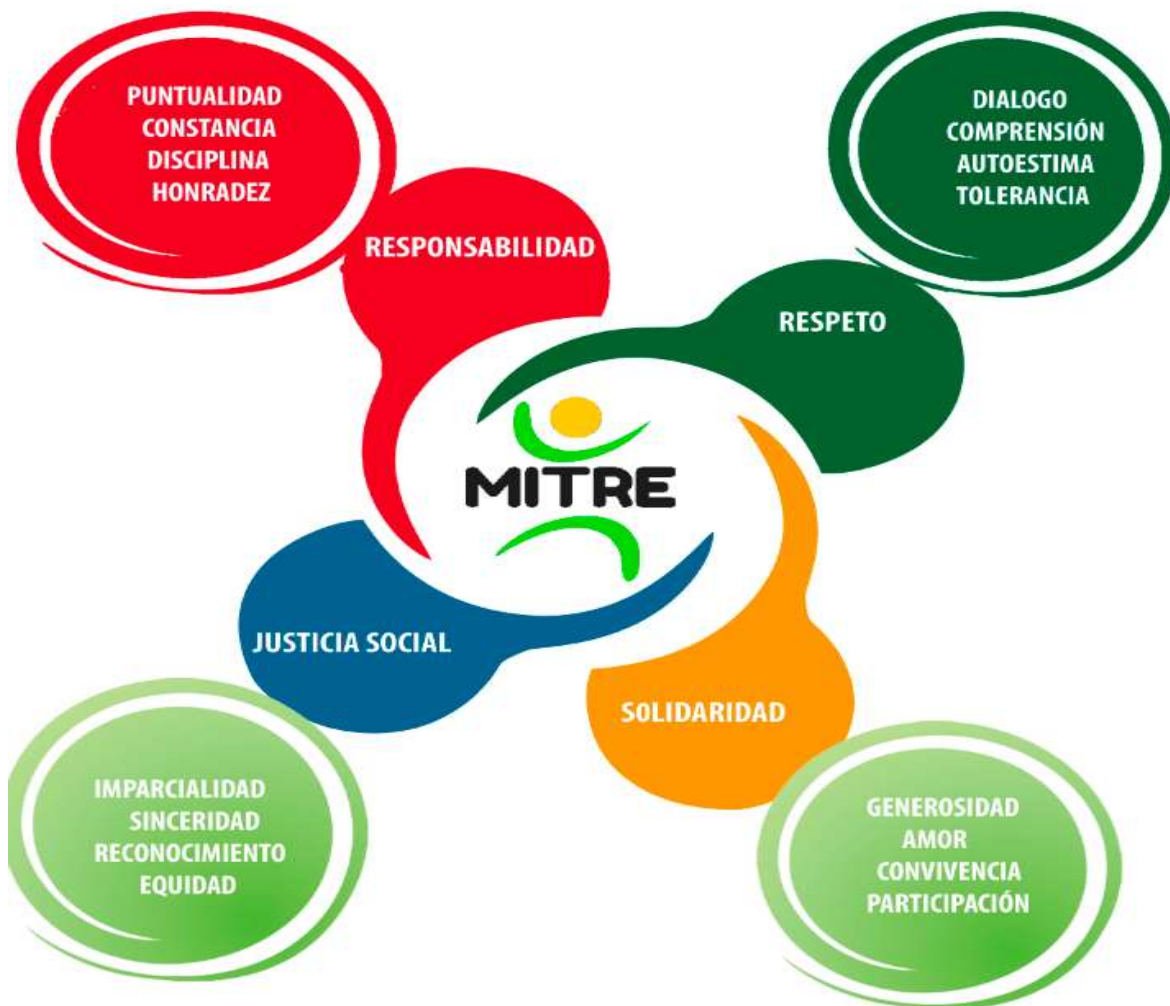 PUNTUALIDAD
CONSTANCIA
DISCIPLINA
HONRADEZ
RESPONSABILIDAD
DIALOGO
COMPRENSIÓN
AUTOESTIMA
TOLERANCIA
RESPETO
MITRE
JUSTICIA SOCIAL
IMPARCIALIDAD
SINCERIDAD
RECONOCIMIENTO
EQUIDAD
SOLIDARIDAD
GENEROSIDAD
AMOR
CONVIVENCIA
PARTICIPACIÓN